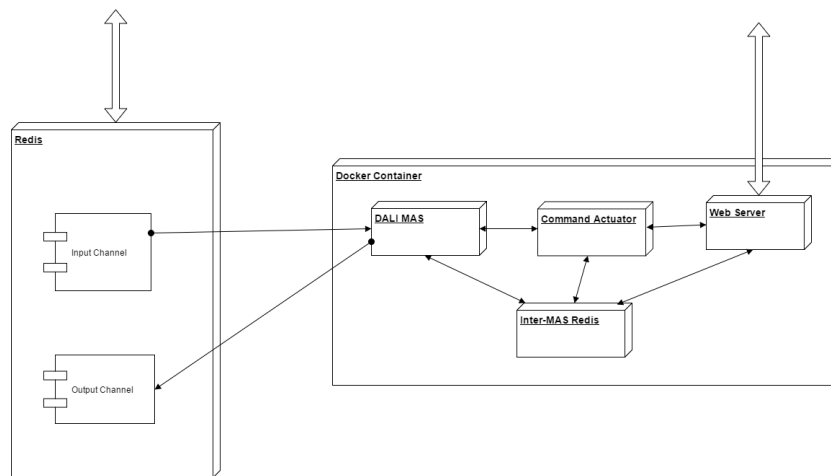 Redis
Docker Container
DALI MAS
Command Actuator
Web Server
Input Channel
Inter-MAS Redis
Output Channel